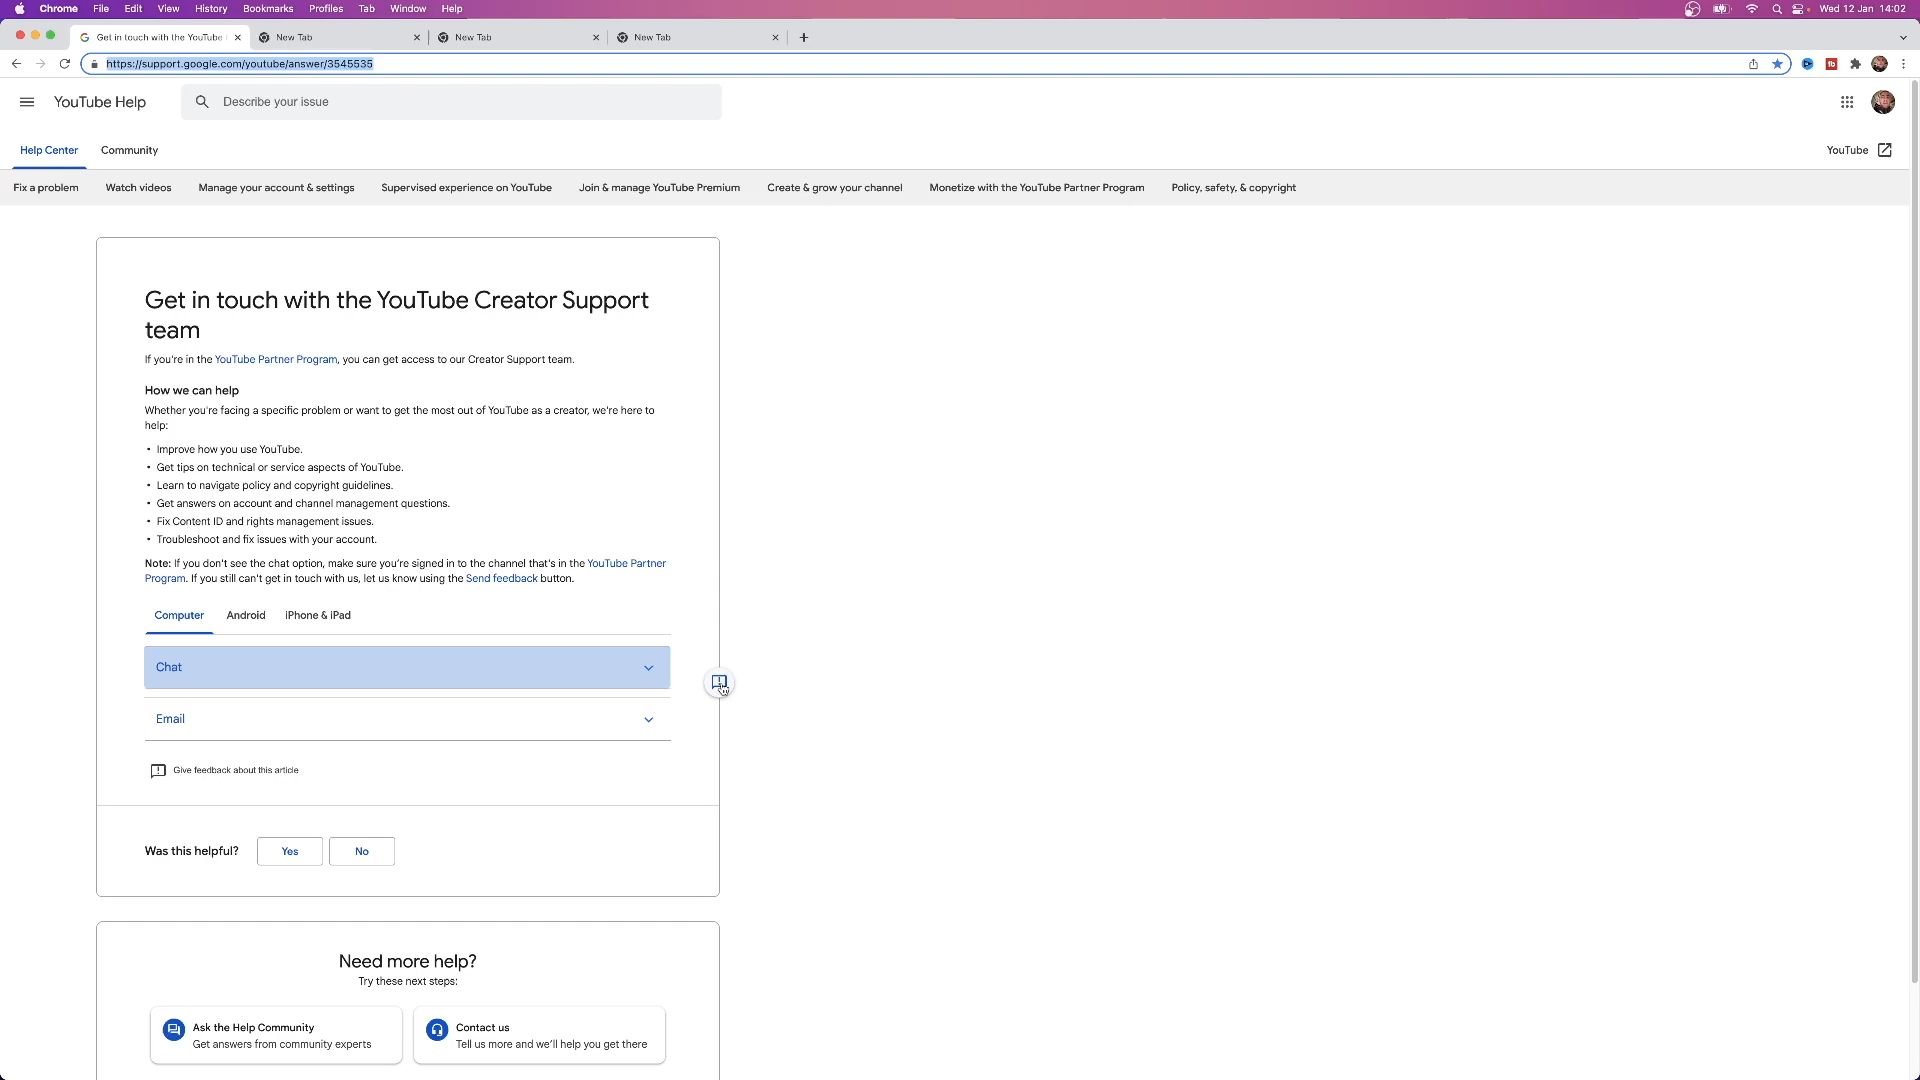 Chrome File Edit View History Bookmarks Profiles Tab Window Help
Wed 12 Jan 14:02
Get in touch with the YouTube
New Tab
New Tab
New Tab
https://support.google.com/youtube/answer/3545535
YouTube Help
Describe your issue
Help Center
Community
YouTube
Fix a problem
Watch videos
Manage your account & settings
Supervised experience on YouTube
Join & manage YouTube Premium
Create & grow your channel
Monetize with the YouTube Partner Program
Policy, safety, & copyright
Get in touch with the YouTube Creator Support
team
If you're in the YouTube Partner Program, you can get access to our Creator Support team.
How we can help
Whether you're facing a specific problem or want to get the most out of YouTube as a creator, we're here to
help:
• Improve how you use YouTube.
• Get tips on technical or service aspects of YouTube.
• Learn to navigate policy and copyright guidelines.
• Get answers on account and channel management questions.
• Fix Content ID and rights management issues.
• Troubleshoot and fix issues with your account.
Note: If you don't see the chat option, make sure you're signed in to the channel that's in the YouTube Partner
Program. If you still can't get in touch with us, let us know using the Send feedback button.
Computer
Android
iPhone & iPad
Chat
Email
Give feedback about this article
Was this helpful?
Yes
No
Need more help?
Try these next steps:
Ask the Help Community
Get answers from community experts
Contact us
Tell us more and we'll help you get there